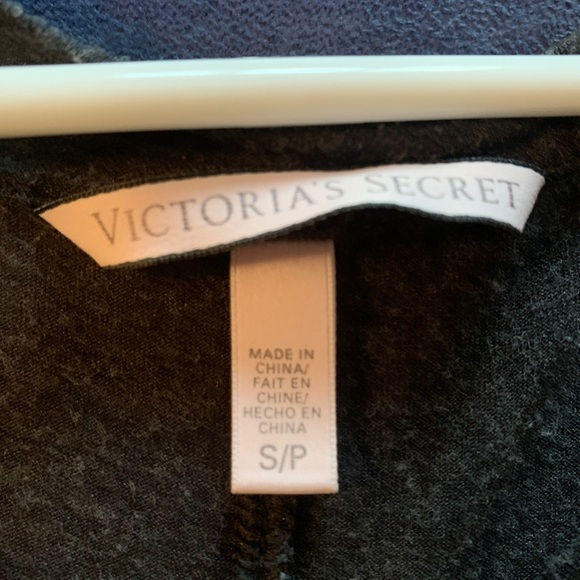 VICTORIA'S SECRET
MADE IN
CHINA/
FAIT EN
CHINE/
HECHO EN
CHINA
S/P